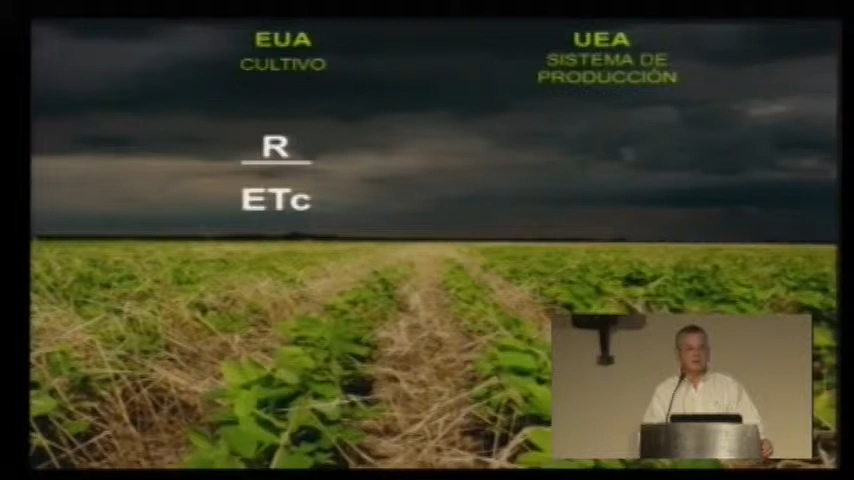 EUA
CULTIVO
R
ETc
UEA
SISTEMA DE
PRODUCCIÓN